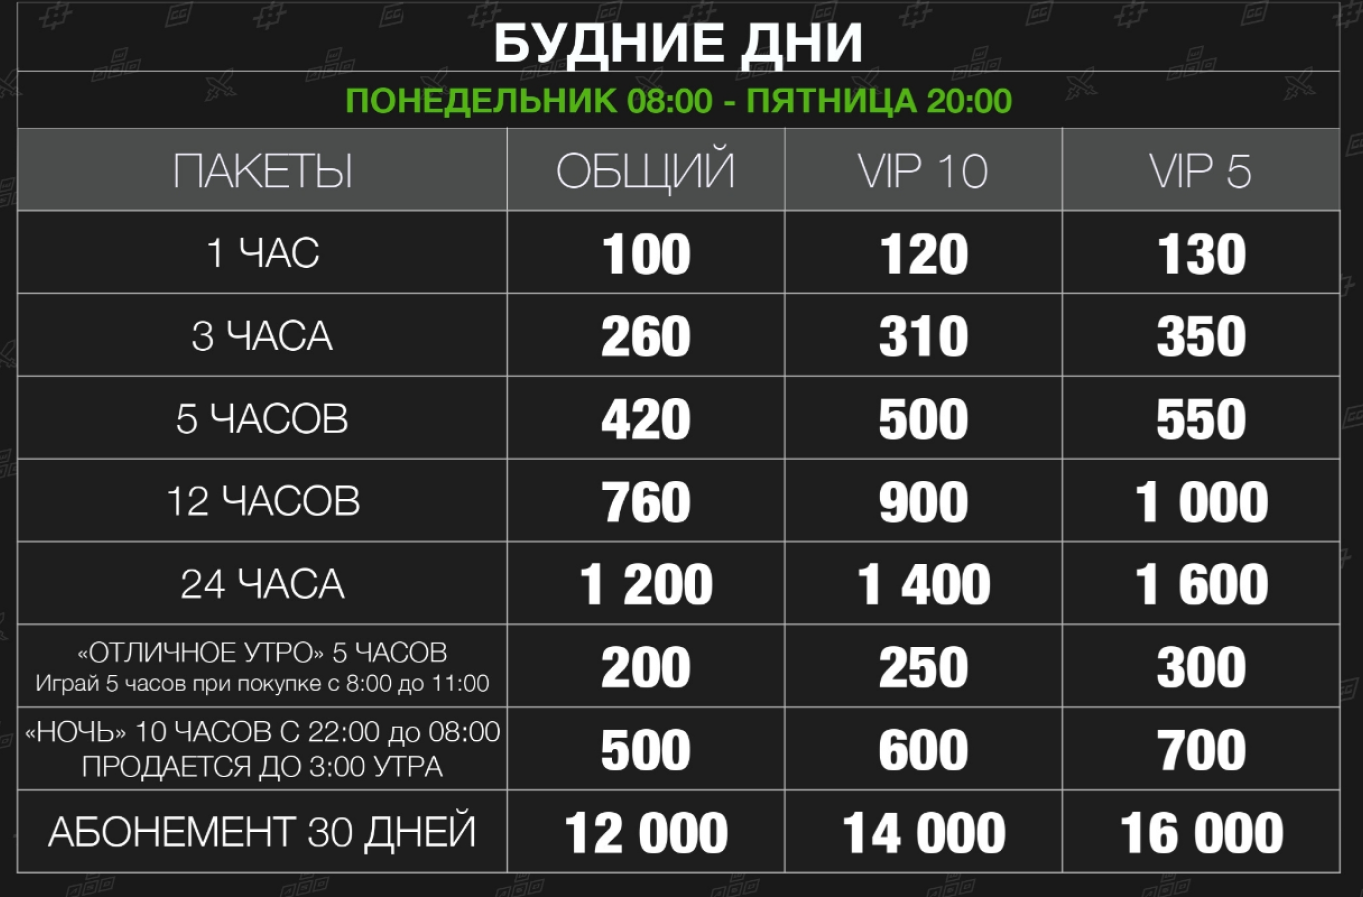 БУДНИЕ ДНИ
ПОНЕДЕЛЬНИК 08:00 - ПЯТНИЦА 20:00
ПАКЕТЫ ОБЩИЙ VIP 10 VIP 5
1 ЧАС 100 120 130
3 ЧАСА 260 310 350
5 ЧАСОВ 420 500 550
12 ЧАСОВ 760 900 1 000
24 ЧАСА 1 200 1 400 1 600
«ОТЛИЧНОЕ УТРО» 5 ЧАСОВ
Играй 5 часов при покупке с 8:00 до 11:00
200 250 300
«НОЧЬ» 10 ЧАСОВ С 22:00 до 08:00
ПРОДАЕТСЯ ДО 3:00 УТРА
500 600 700
АБОНЕМЕНТ 30 ДНЕЙ 12 000 14 000 16 000